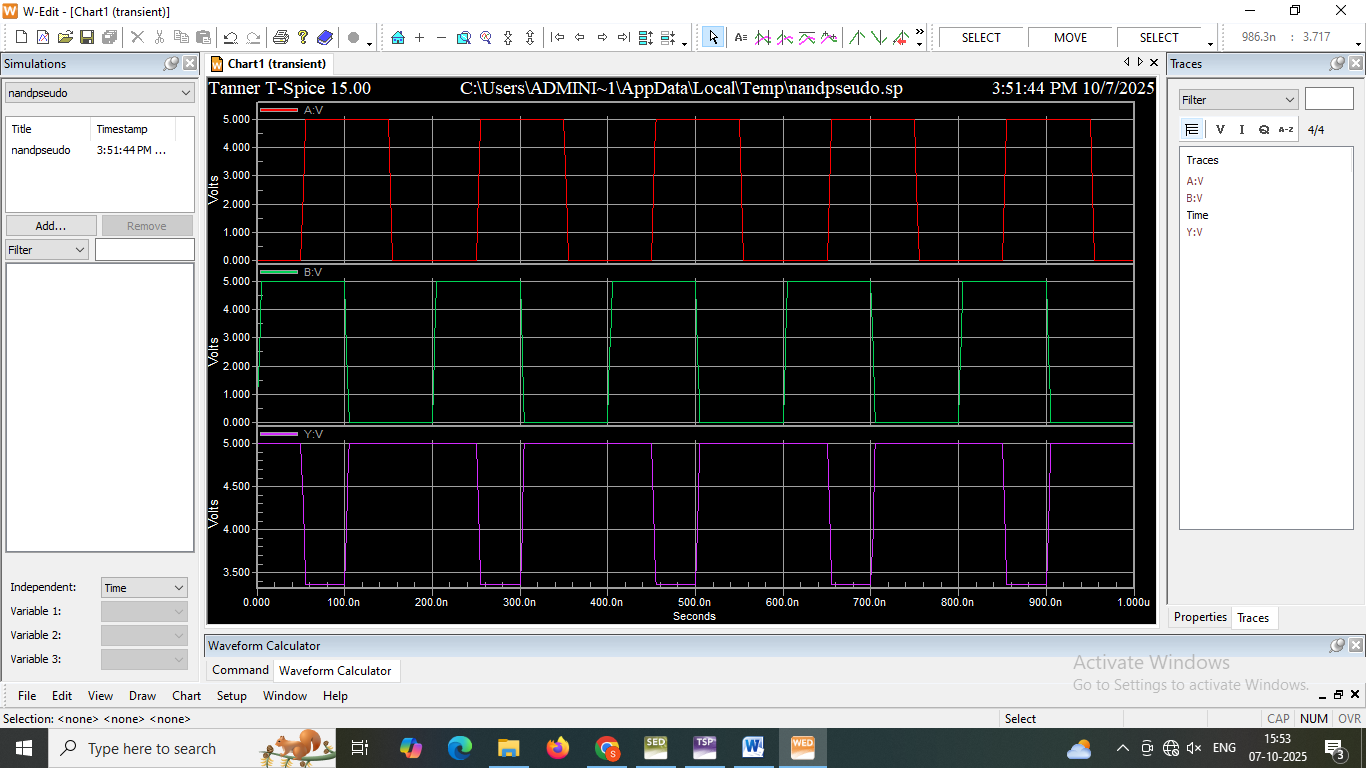 W-Edit - [Chart1 (transient)]
SELECT
MOVE
SELECT
986.3n : 3.717
Simulations
nandpseudo
Title Timestamp
nandpseudo 3:51:44 PM ...
Add...
Remove
Filter
Independent: Time
Variable 1:
Variable 2:
Variable 3:
Chart1 (transient)
Tanner T-Spice 15.00 C:\Users\ADMINI~1\AppData\Local\Temp\nandpseudo.sp 3:51:44 PM 10/7/2025
A:V
5.000
4.000
3.000
2.000
1.000
0.000
Volts
B:V
5.000
4.000
3.000
2.000
1.000
0.000
Volts
Y:V
5.000
4.500
4.000
3.500
Volts
0.000 100.0n 200.0n 300.0n 400.0n 500.0n 600.0n 700.0n 800.0n 900.0n 1.000u
Seconds
Traces
Filter
V I Q A-Z 4/4
Traces
A:V
B:V
Time
Y:V
Properties Traces
Waveform Calculator
Command Waveform Calculator
Activate Windows
Go to Settings to activate Windows.
File Edit View Draw Chart Setup Window Help
Selection: <none> <none> <none>
Select
CAP NUM OVR
Type here to search
SED
TSP
W
WED
ENG
15:53
07-10-2025
3